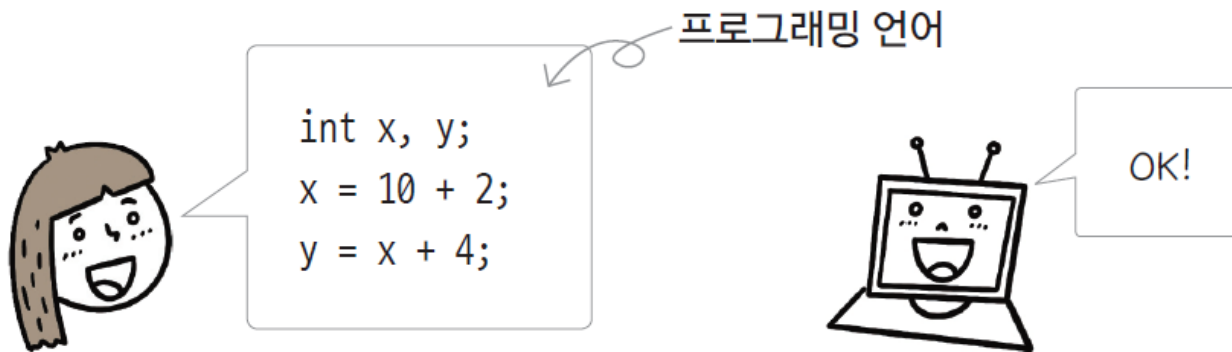 프로그래밍 언어
int x, y;
x = 10 + 2;
y = x + 4;
OK!